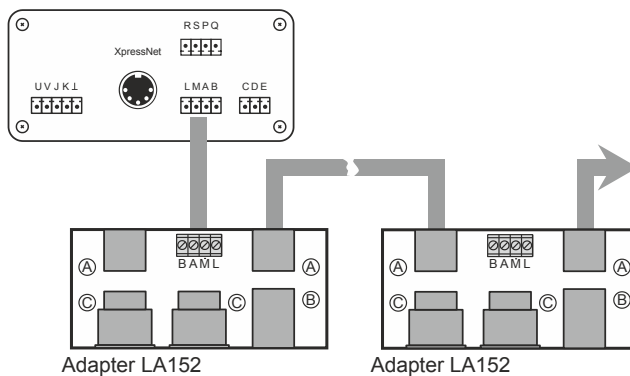 RSPQ
XpressNet
UVJK⊥
LMAB
CDE
BAML
BAML
Ⓐ
Ⓐ
Ⓐ
Ⓐ
Ⓒ
Ⓒ
Ⓑ
Ⓒ
Ⓒ
Ⓑ
Adapter LA152
Adapter LA152